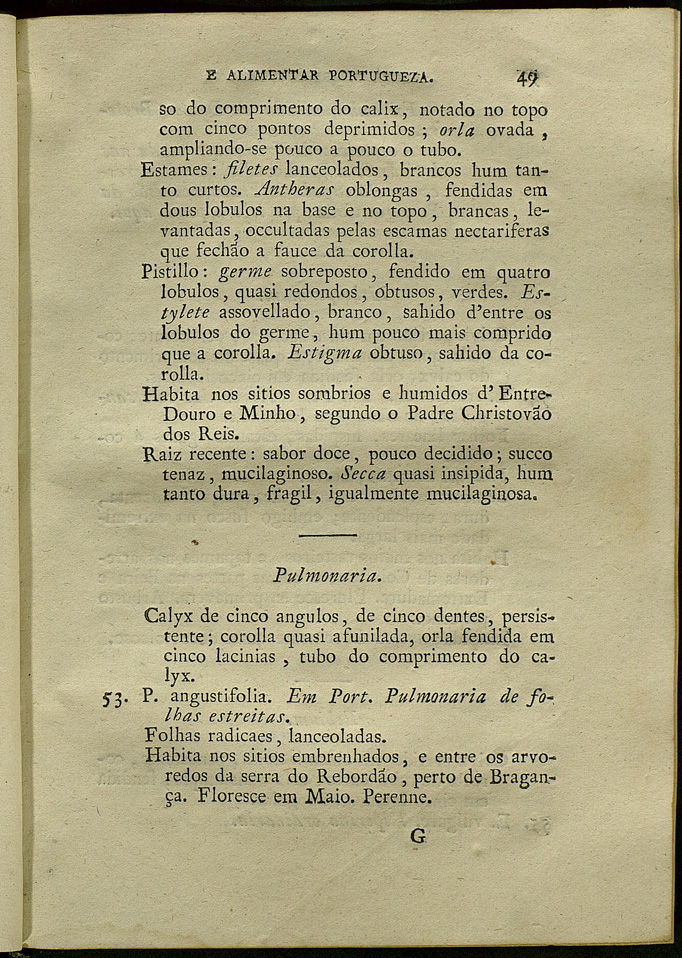 E ALIMENTAR PORTUGUEZA. 49
so do comprimento do calix, notado no topo
com cinco pontos deprimidos ; orla ovada ,
ampliando-se pouco a pouco o tubo.
Estames : filetes lanceolados, brancos hum tan-
to curtos. Antheras oblongas , fendidas em
dous lobulos na base e no topo, brancas, le-
vantadas, occultadas pelas escamas nectariferas
que fechão a fauce da corolla.
Pistillo : germe sobreposto, fendido em quatro
lobulos, quasi redondos, obtusos, verdes. Es-
tylete assovellado, branco, sahido d'entre os
lobulos do germe, hum pouco mais comprido
que a corolla. Estigma obtuso, sahido da co-
rolla.
Habita nos sitios sombrios e humidos d' Entre-
Douro e Minho, segundo o Padre Christovão
dos Reis.
Raiz recente : sabor doce, pouco decidido ; succo
tenaz, mucilaginoso. Secca quasi insipida, hum
tanto dura, fragil, igualmente mucilaginosa.
Pulmonaria.
Calyx de cinco angulos, de cinco dentes, persis-
tente ; corolla quasi afunilada, orla fendida em
cinco lacinias , tubo do comprimento do ca-
lyx.
53. P. angustifolia. Em Port. Pulmonaria de fo-
lhas estreitas.
Folhas radicaes, lanceoladas.
Habita nos sitios embrenhados, e entre os arvo-
redos da serra do Rebordão, perto de Bragan-
ça. Floresce em Maio. Perenne.
G